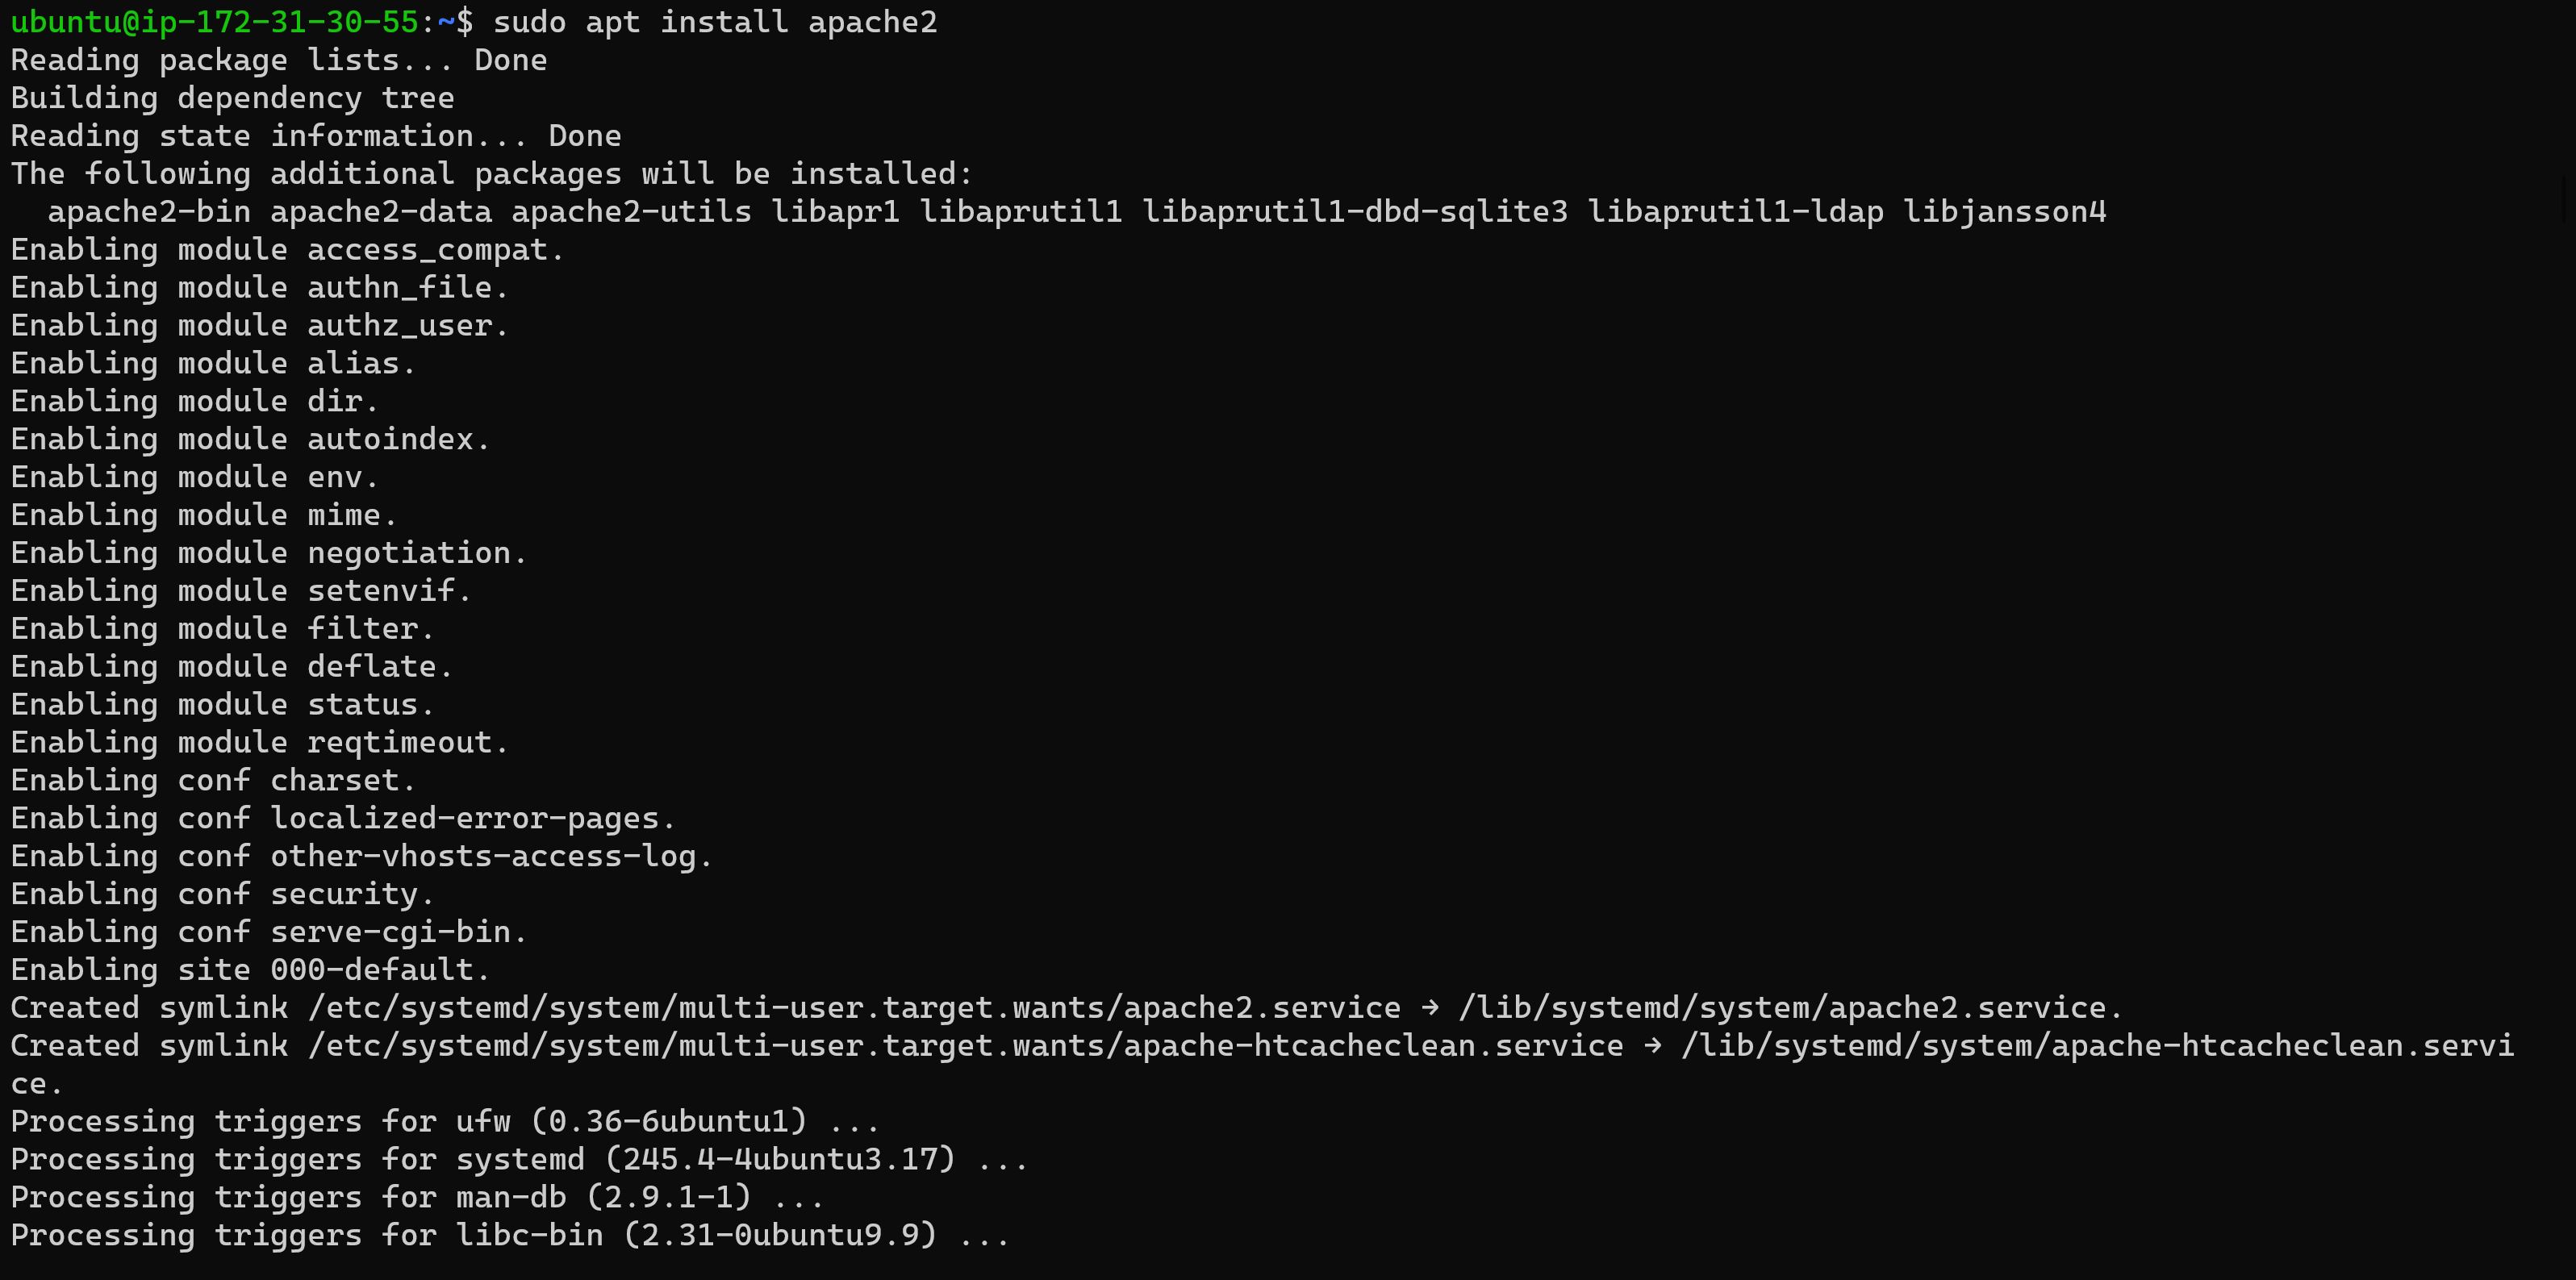 ubuntu@ip-172-31-30-55:~$ sudo apt install apache2
Reading package lists... Done
Building dependency tree
Reading state information... Done
The following additional packages will be installed:
  apache2-bin apache2-data apache2-utils libapr1 libaprutil1 libaprutil1-dbd-sqlite3 libaprutil1-ldap libjansson4
Enabling module access_compat.
Enabling module authn_file.
Enabling module authz_user.
Enabling module alias.
Enabling module dir.
Enabling module autoindex.
Enabling module env.
Enabling module mime.
Enabling module negotiation.
Enabling module setenvif.
Enabling module filter.
Enabling module deflate.
Enabling module status.
Enabling module reqtimeout.
Enabling conf charset.
Enabling conf localized-error-pages.
Enabling conf other-vhosts-access-log.
Enabling conf security.
Enabling conf serve-cgi-bin.
Enabling site 000-default.
Created symlink /etc/systemd/system/multi-user.target.wants/apache2.service → /lib/systemd/system/apache2.service.
Created symlink /etc/systemd/system/multi-user.target.wants/apache-htcacheclean.service → /lib/systemd/system/apache-htcacheclean.servi
ce.
Processing triggers for ufw (0.36-6ubuntu1) ...
Processing triggers for systemd (245.4-4ubuntu3.17) ...
Processing triggers for man-db (2.9.1-1) ...
Processing triggers for libc-bin (2.31-0ubuntu9.9) ...